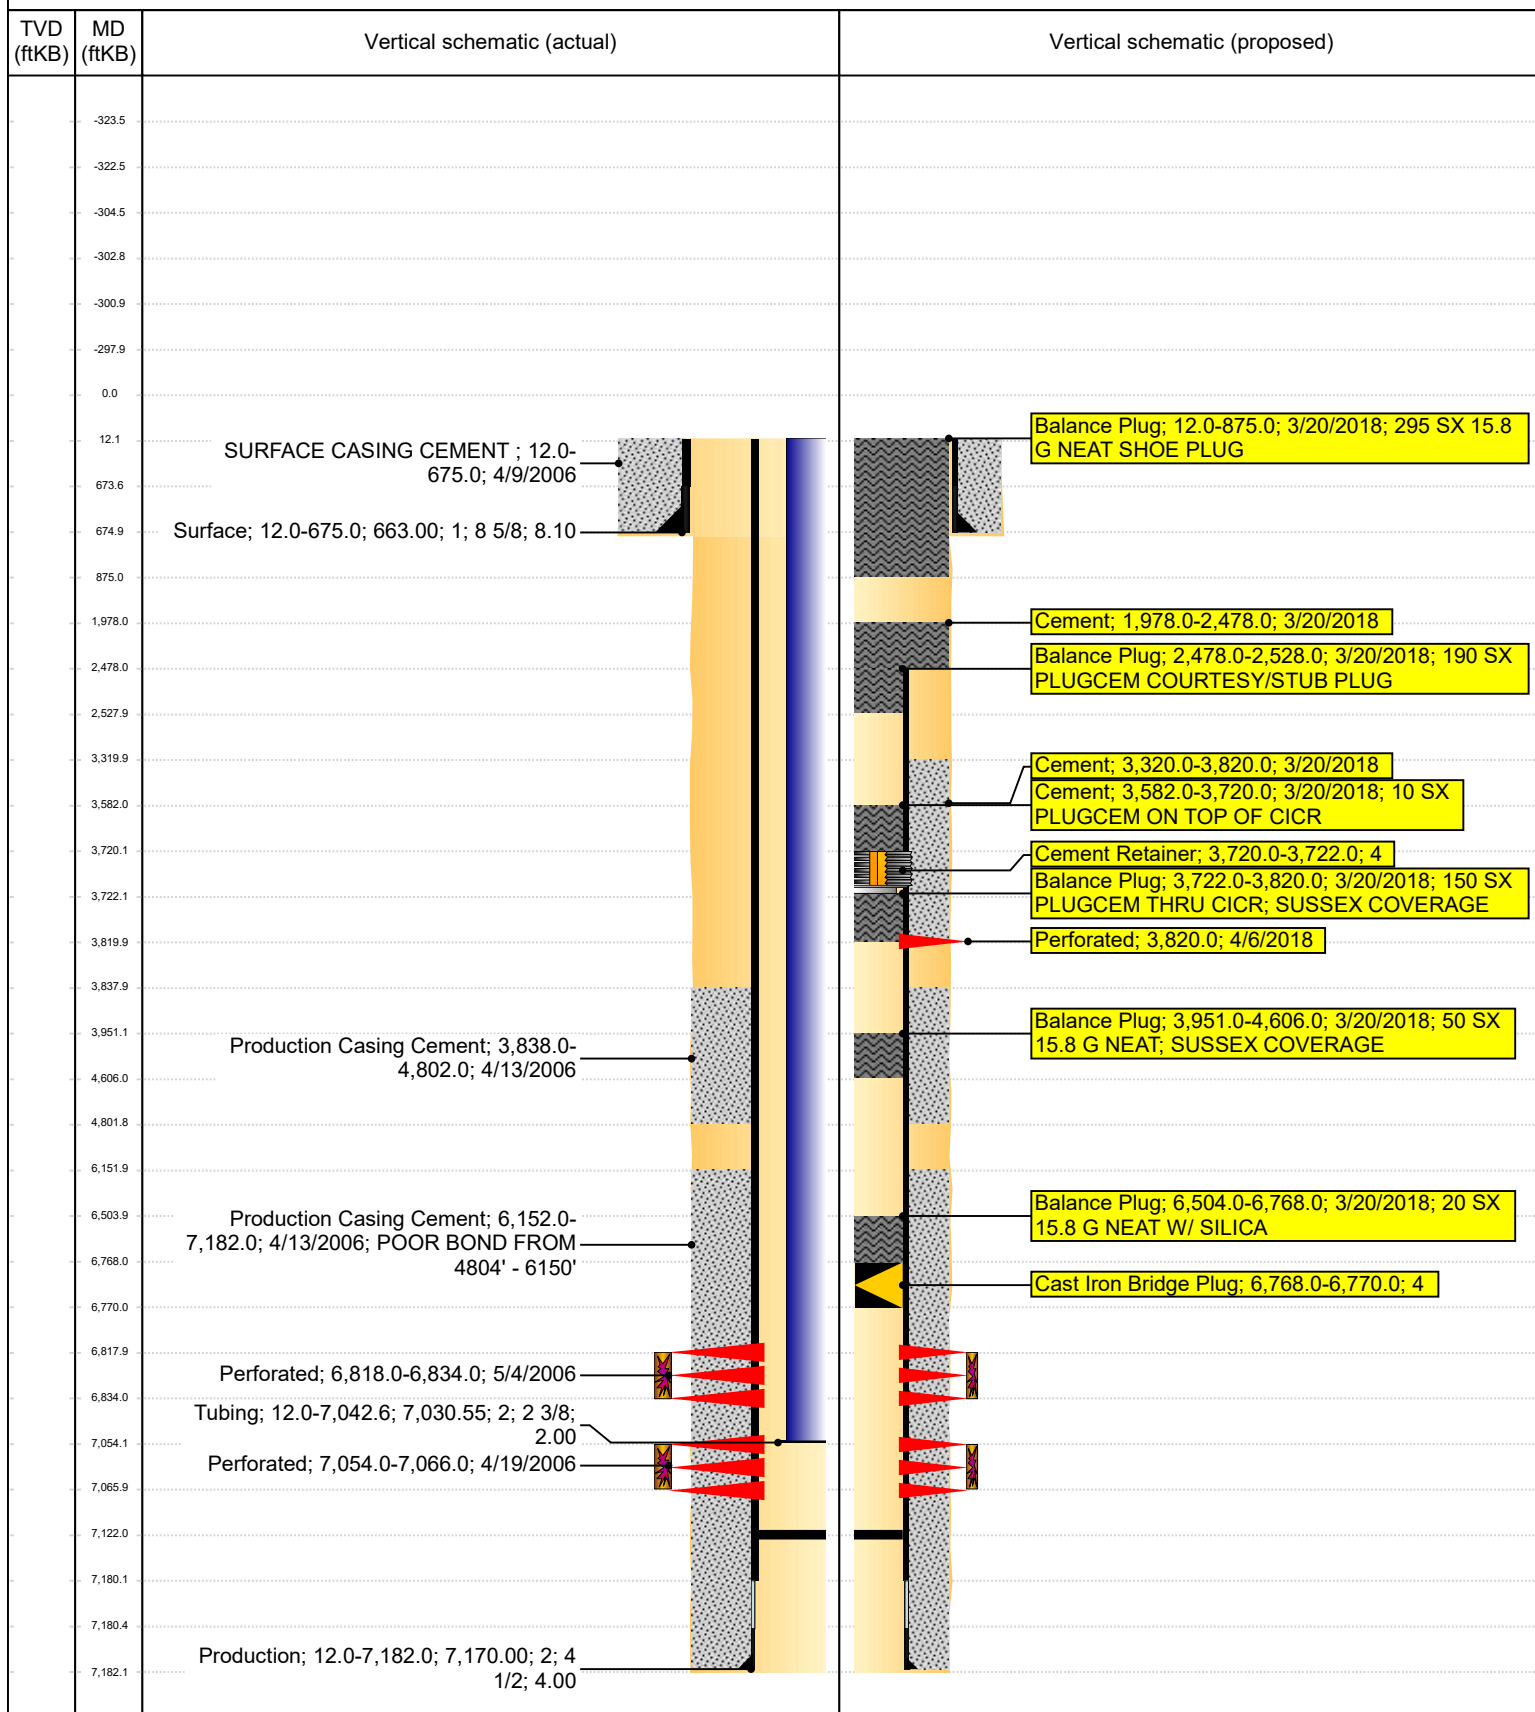 TVD
(ftKB)
MD
(ftKB)
Vertical schematic (actual)
Vertical schematic (proposed)
-323.5
-322.5
-304.5
-302.8
-300.9
-297.9
0.0
12.1
673.6
674.9
875.0
1,978.0
2,478.0
2,527.9
3,319.9
3,582.0
3,720.1
3,722.1
3,819.9
3,837.9
3,951.1
4,606.0
4,801.8
6,151.9
6,503.9
6,768.0
6,770.0
6,817.9
6,834.0
7,054.1
7,065.9
7,122.0
7,180.1
7,180.4
7,182.1
SURFACE CASING CEMENT ; 12.0-
675.0; 4/9/2006
Surface; 12.0-675.0; 663.00; 1; 8 5/8; 8.10
Production Casing Cement; 3,838.0-
4,802.0; 4/13/2006
Production Casing Cement; 6,152.0-
7,182.0; 4/13/2006; POOR BOND FROM
4804' - 6150'
Perforated; 6,818.0-6,834.0; 5/4/2006
Tubing; 12.0-7,042.6; 7,030.55; 2; 2 3/8;
2.00
Perforated; 7,054.0-7,066.0; 4/19/2006
Production; 12.0-7,182.0; 7,170.00; 2; 4
1/2; 4.00
Balance Plug; 12.0-875.0; 3/20/2018; 295 SX 15.8
G NEAT SHOE PLUG
Cement; 1,978.0-2,478.0; 3/20/2018
Balance Plug; 2,478.0-2,528.0; 3/20/2018; 190 SX
PLUGCEM COURTESY/STUB PLUG
Cement; 3,320.0-3,820.0; 3/20/2018
Cement; 3,582.0-3,720.0; 3/20/2018; 10 SX
PLUGCEM ON TOP OF CICR
Cement Retainer; 3,720.0-3,722.0; 4
Balance Plug; 3,722.0-3,820.0; 3/20/2018; 150 SX
PLUGCEM THRU CICR; SUSSEX COVERAGE
Perforated; 3,820.0; 4/6/2018
Balance Plug; 3,951.0-4,606.0; 3/20/2018; 50 SX
15.8 G NEAT; SUSSEX COVERAGE
Balance Plug; 6,504.0-6,768.0; 3/20/2018; 20 SX
15.8 G NEAT W/ SILICA
Cast Iron Bridge Plug; 6,768.0-6,770.0; 4